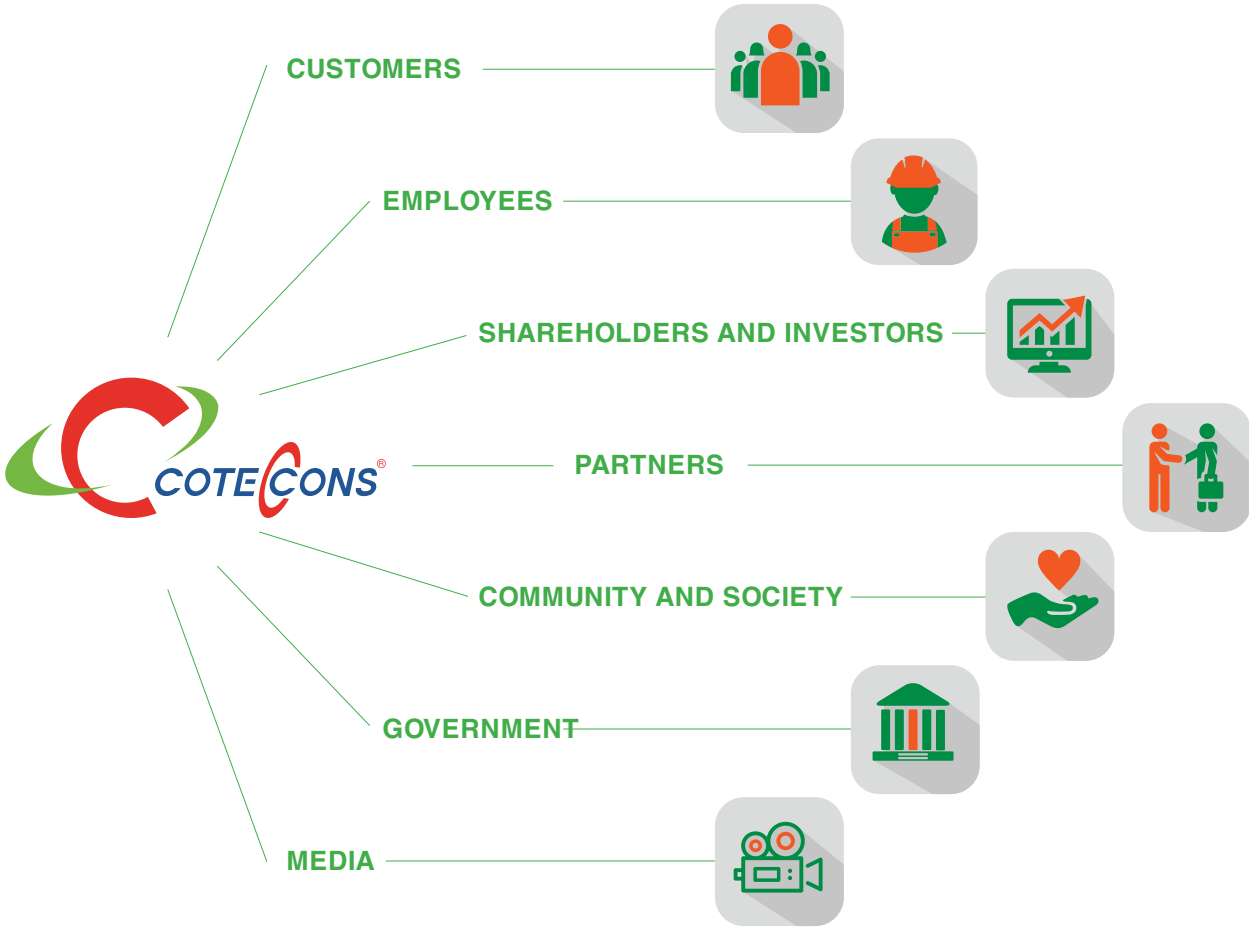 CUSTOMERS
EMPLOYEES
SHAREHOLDERS AND INVESTORS
COTECCONS®
PARTNERS
COMMUNITY AND SOCIETY
GOVERNMENT
MEDIA